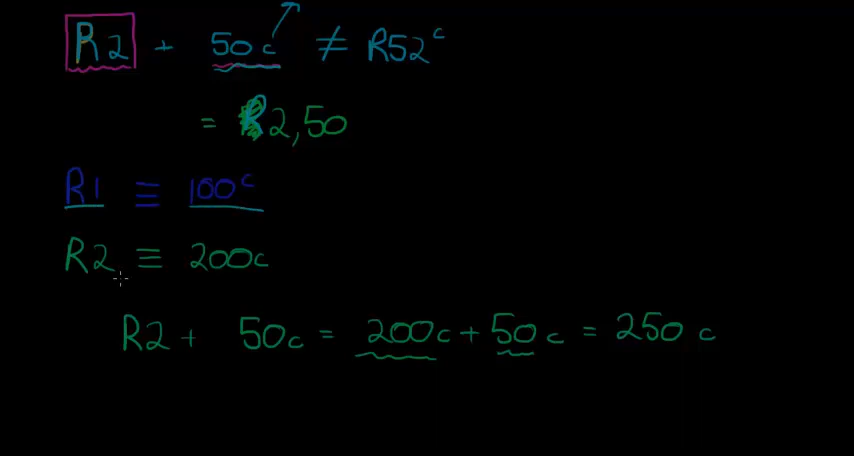 R2 + 50c ≠ R52c
= R2,50
R1 ≡ 100c
R2 ≡ 200c
R2 + 50c = 200c + 50c = 250c